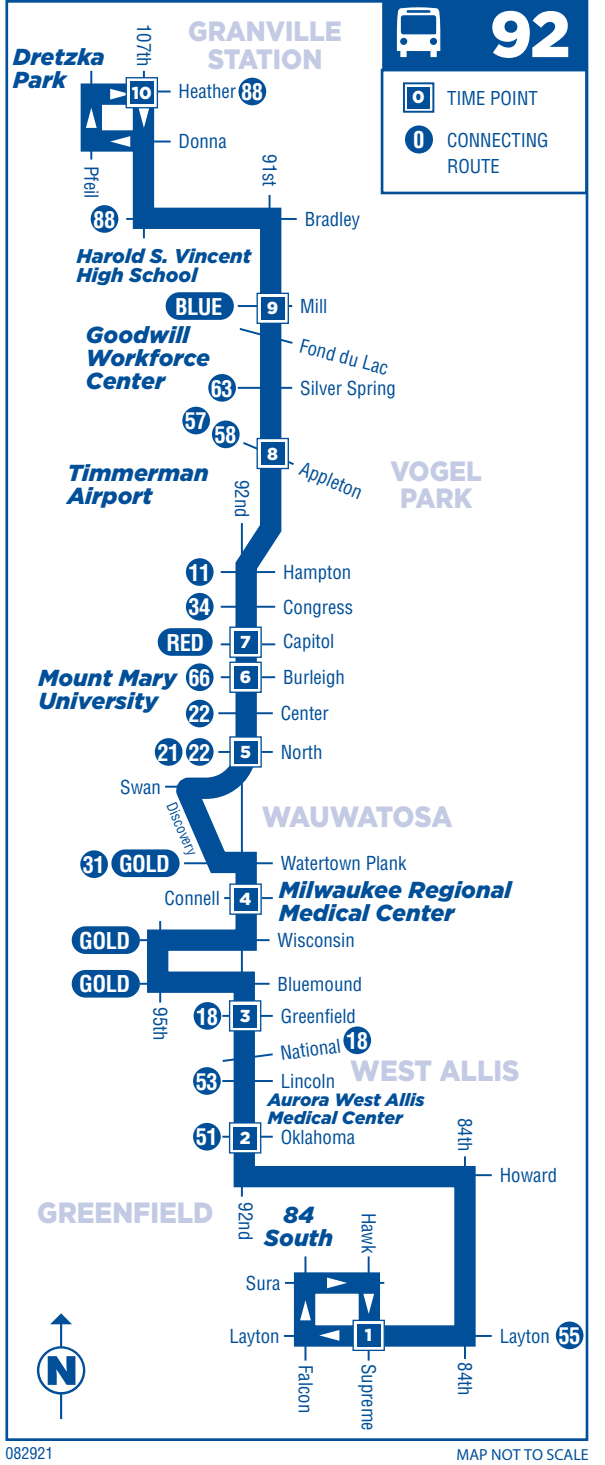 92
0 TIME POINT
0 CONNECTING
ROUTE
GRANVILLE
STATION
Dretzka
Park
107th
10 Heather 88
Donna
Pfeil
91st
88
Bradley
Harold S. Vincent
High School
BLUE 9 Mill
Goodwill
Workforce
Center
Fond du Lac
63 Silver Spring
57
58
8
Appleton
Timmerman
Airport
VOGEL
PARK
92nd
11 Hampton
34 Congress
RED 7 Capitol
Mount Mary
University
66 6 Burleigh
22 Center
21 22 5 North
Swan
Discovery
WAUWATOSA
31 GOLD Watertown Plank
Connell 4
Milwaukee Regional
Medical Center
GOLD Wisconsin
GOLD Bluemound
95th
18 3 Greenfield
National 18
WEST ALLIS
53 Lincoln
Aurora West Allis
Medical Center
51 2 Oklahoma
84th
Howard
GREENFIELD
92nd
84
South
Hawk
Sura
Layton 1
Layton 55
Falcon
Supreme
84th
N
082921
MAP NOT TO SCALE